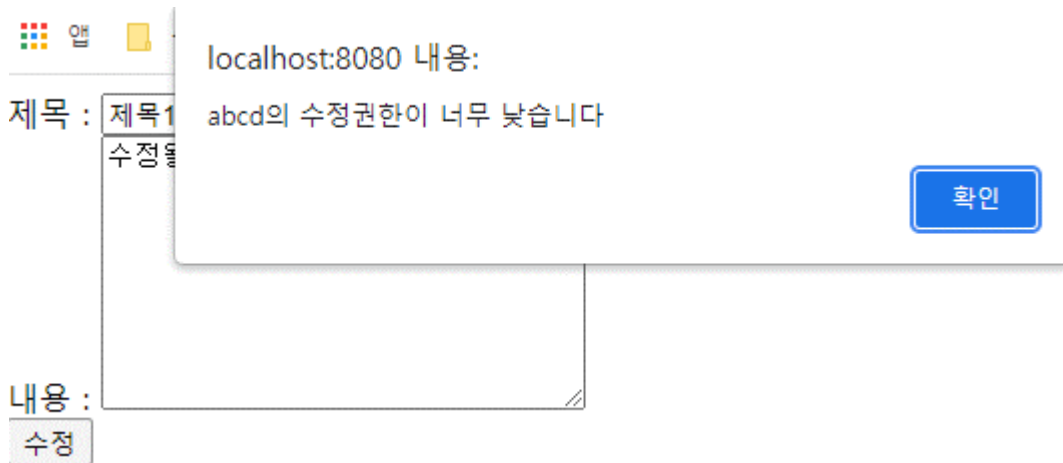 앱
localhost:8080 내용:
abcd의 수정권한이 너무 낮습니다
확인
제목 : 제목1
수정
내용 :
수정